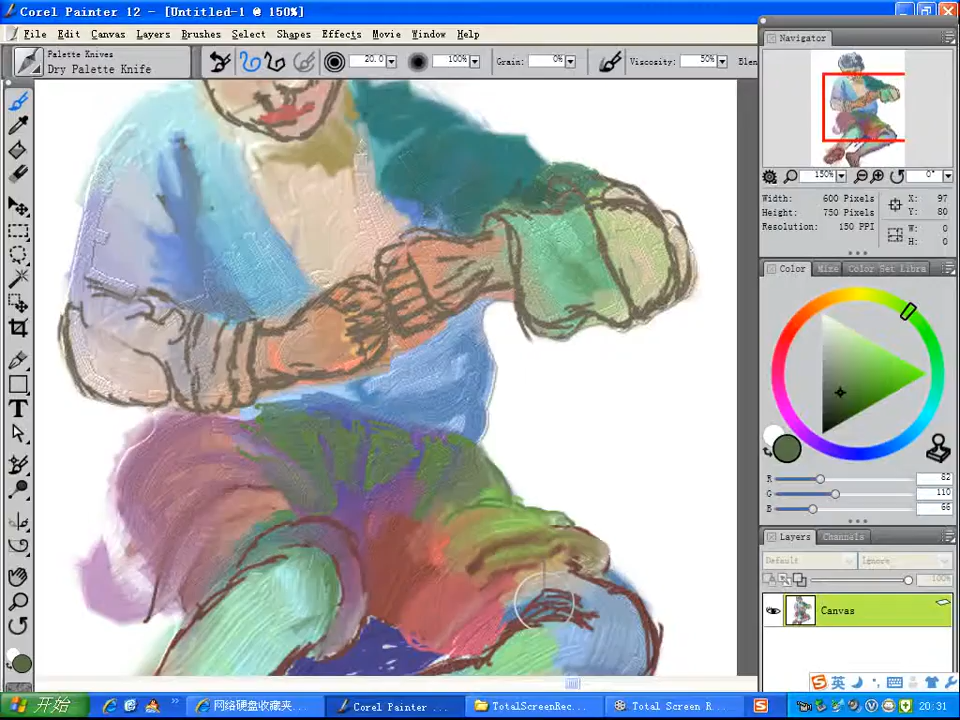 Corel Painter 12 - [Untitled-1 @ 150%]
File Edit Canvas Layers Brushes Select Shapes Effects Movie Window Help
Palette Knives
Dry Palette Knife
20.0 100% Grain: 0% Viscosity: 50% Elen
Navigator
150% 0°
Width: 600 Pixels
Height: 750 Pixels
Resolution: 150 PPI
X: 97
Y: 80
W: 0
H: 0
Color Mixe Color Set Libra
R 82
G 110
B 66
Layers Channels
Default Ignore
100%
Canvas
英
开始
网络硬盘收藏夹...
Corel Painter ...
TotalScreenRec...
Total Screen R...
20:31